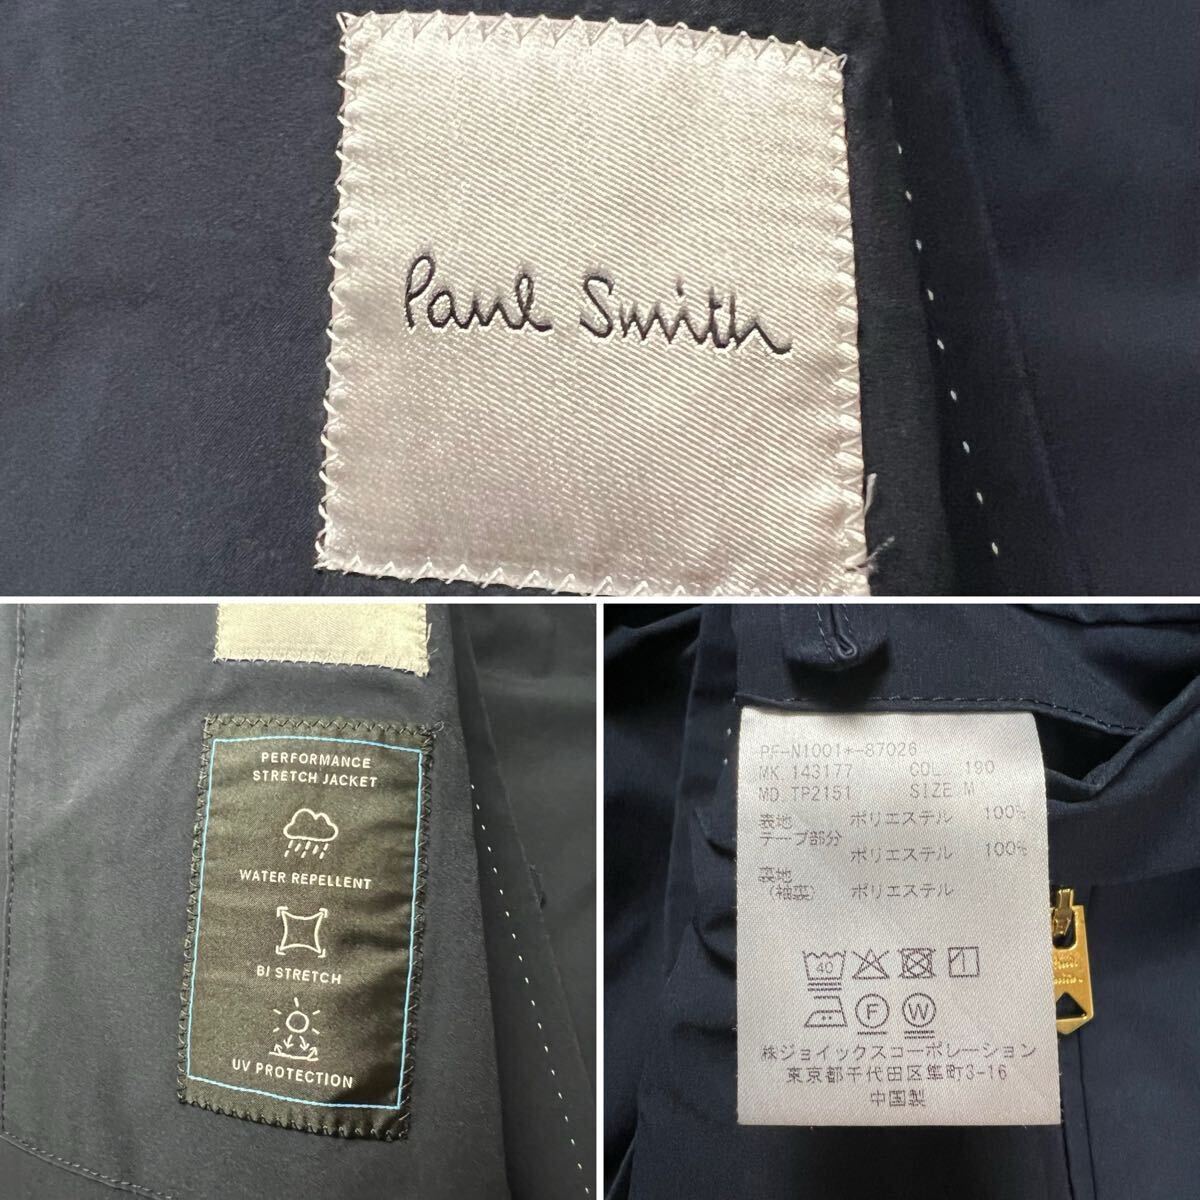 Paul Smith
PERFORMANCE
STRETCH JACKET
WATER REPELLENT
BI STRETCH
UV PROTECTION
PF-N1001*-87026
MK. 143177 COL. 190
MD. TP2151 SIZE M
表地 ポリエステル 100%
テープ部分
ポリエステル 100%
裏地
(袖裏) ポリエステル
40
F W
株ジョイックスコーポレーション
東京都千代田区隼町3-16
中国製
Paul Smith